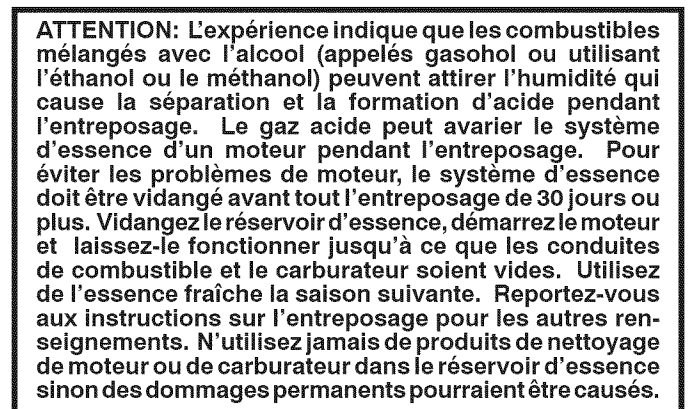 ATTENTION: L'expérience indique que les combustibles
mélangés avec l'alcool (appelés gasohol ou utilisant
l'éthanol ou le méthanol) peuvent attirer l'humidité qui
cause la séparation et la formation d'acide pendant
l'entreposage. Le gaz acide peut avarier le système
d'essence d'un moteur pendant l'entreposage. Pour
éviter les problèmes de moteur, le système d'essence
doit être vidangé avant tout l'entreposage de 30 jours ou
plus. Vidangez le réservoir d'essence, démarrez le moteur
et laissez-le fonctionner jusqu'à ce que les conduites
de combustible et le carburateur soient vides. Utilisez
de l'essence fraîche la saison suivante. Reportez-vous
aux instructions sur l'entreposage pour les autres ren-
seignements. N'utilisez jamais de produits de nettoyage
de moteur ou de carburateur dans le réservoir d'essence
sinon des dommages permanents pourraient être causés.